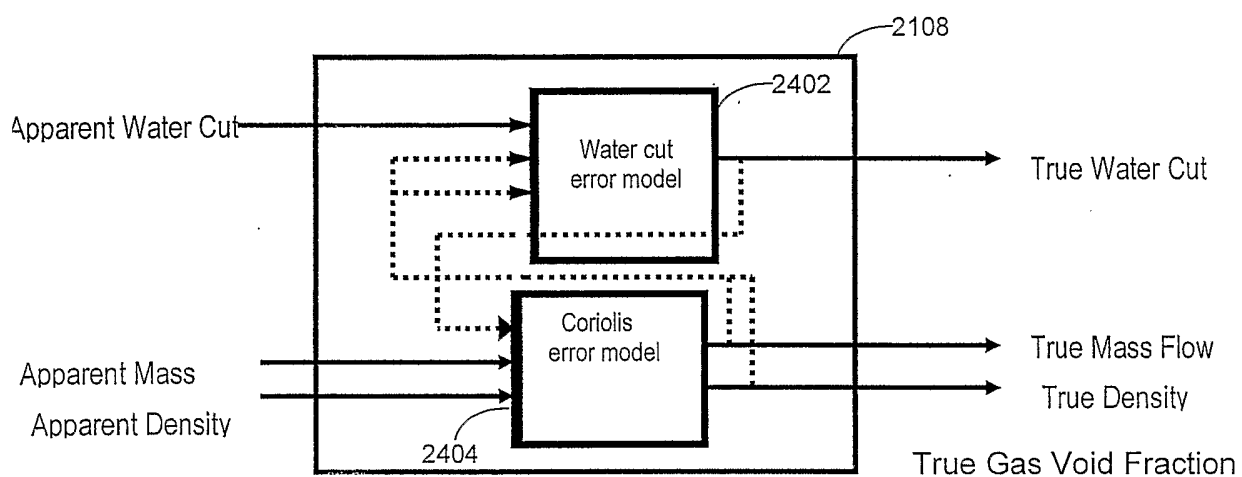 2108
2402
Apparent Water Cut
Water cut
error model
True Water Cut
Coriolis
error model
True Mass Flow
Apparent Mass
True Density
Apparent Density
2404
True Gas Void Fraction